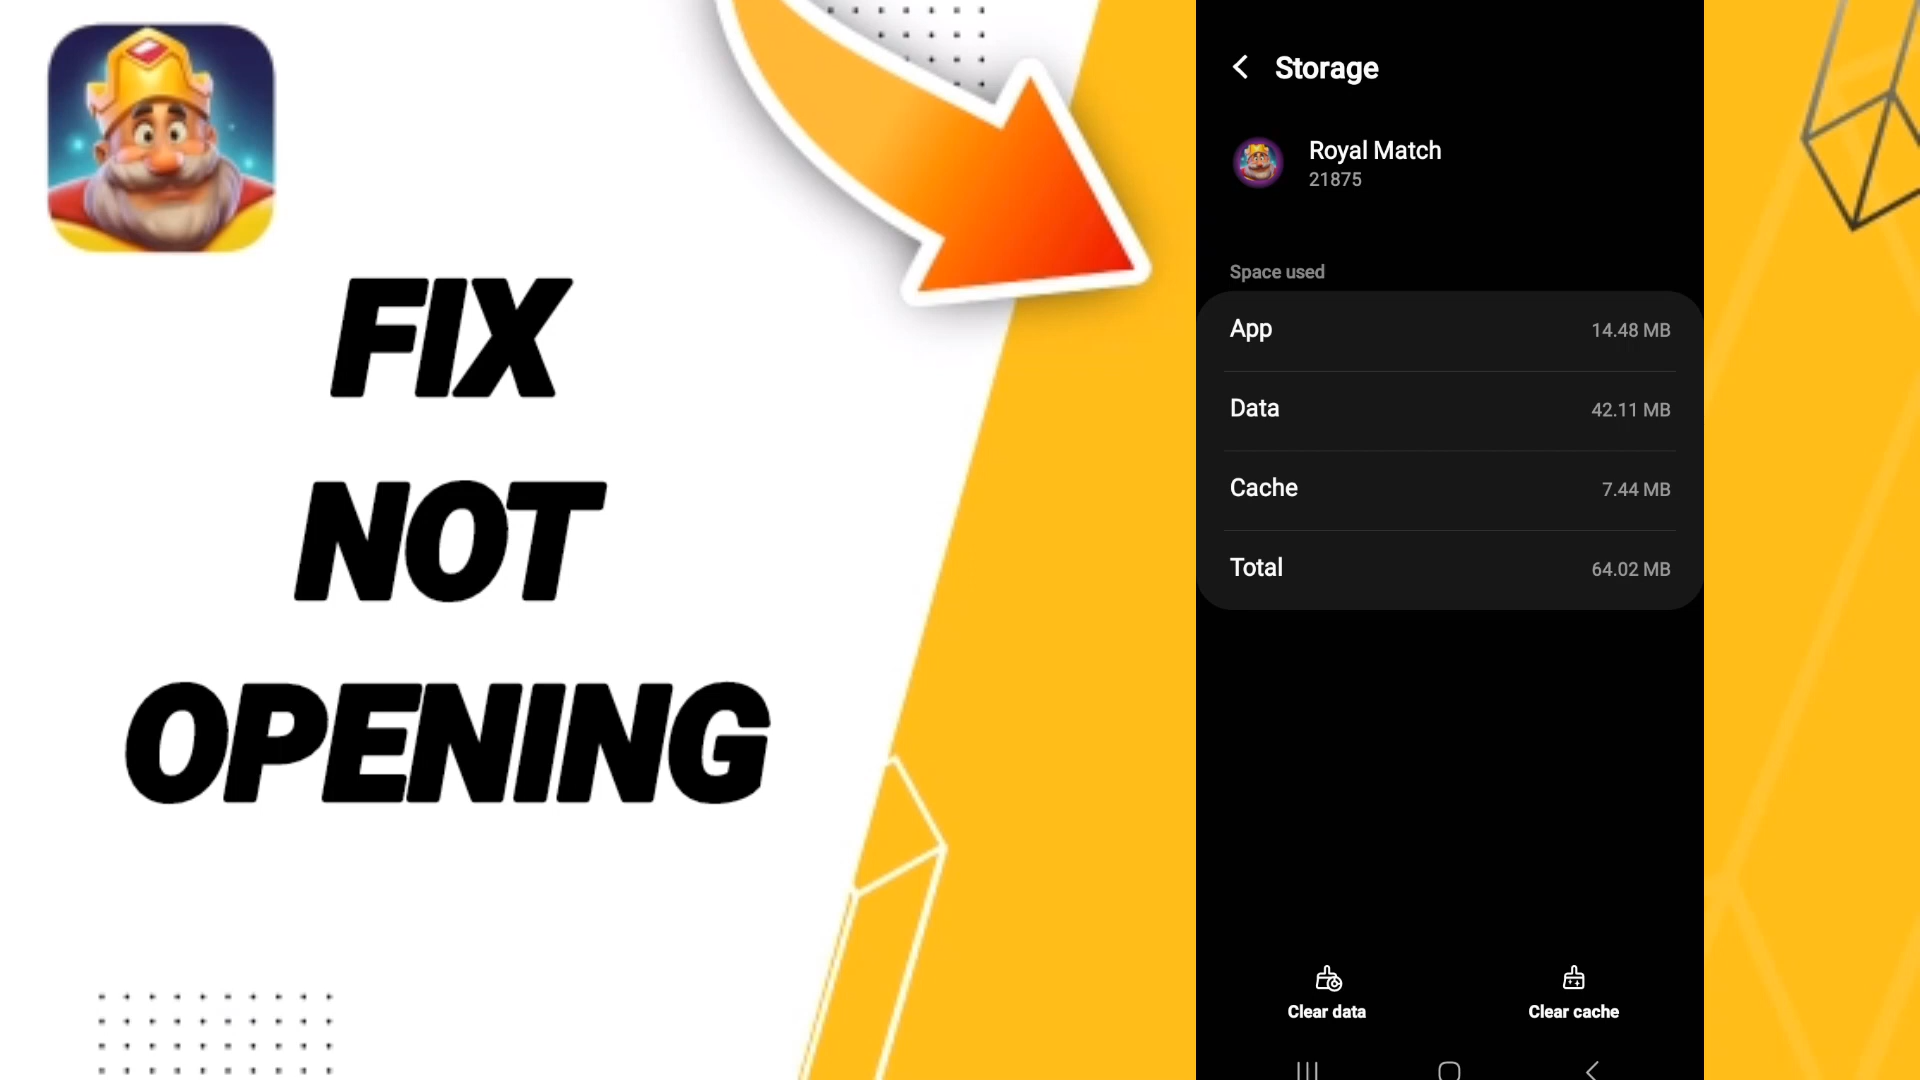 FIX
NOT
OPENING
Storage
Royal Match
21875
Space used
App 14.48 MB
Data 42.11 MB
Cache 7.44 MB
Total 64.02 MB
Clear data Clear cache